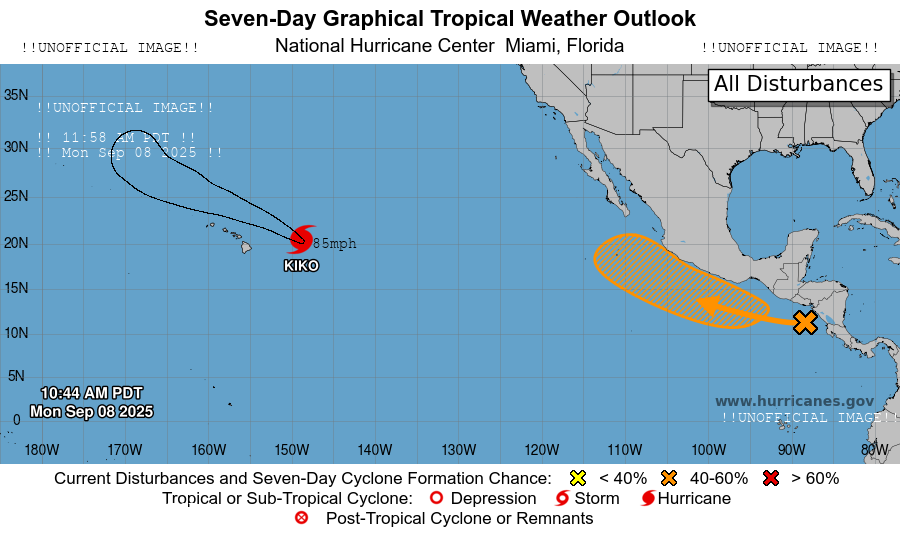 Seven-Day Graphical Tropical Weather Outlook
!!UNOFFICIAL IMAGE!! National Hurricane Center Miami, Florida !!UNOFFICIAL IMAGE!!
All Disturbances
35N
!!UNOFFICIAL IMAGE!!
!! 11:58 AM PDT !!
30N
!! Mon Sep 08 2025 !!
25N
20N
85mph
KIKO
15N
10N
5N
10:44 AM PDT
Mon Sep 08 2025
www.hurricanes.gov
!!UNOFFICIAL IMAGE!!
0
180W 170W 160W 150W 140W 130W 120W 110W 100W 90W 80W
Current Disturbances and Seven-Day Cyclone Formation Chance: < 40% 40-60% > 60%
Tropical or Sub-Tropical Cyclone: Depression Storm Hurricane
Post-Tropical Cyclone or Remnants